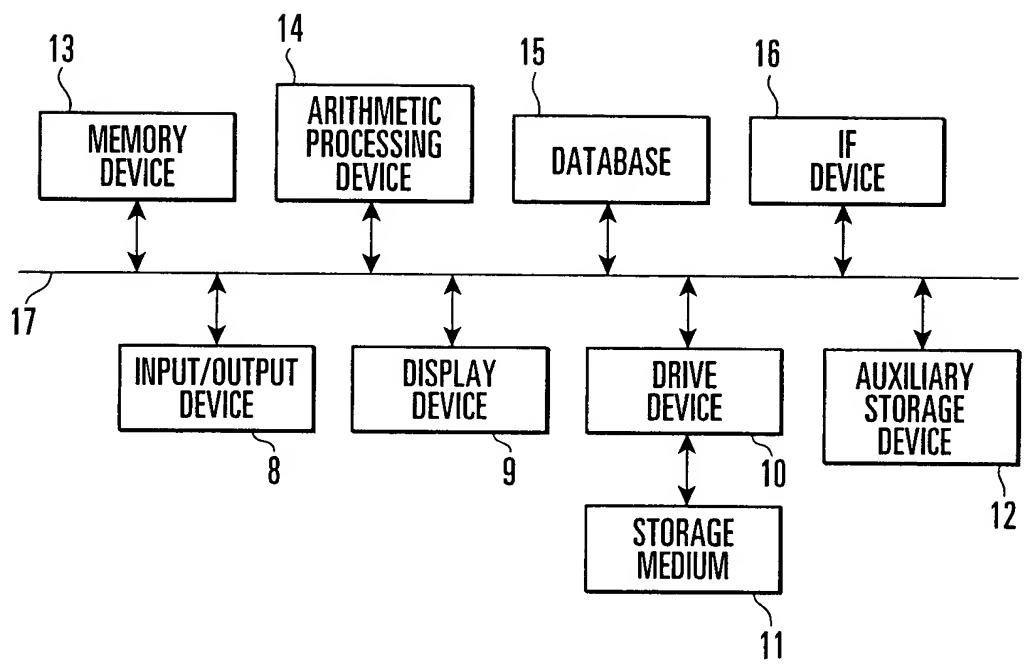 13
14
15
16
MEMORY
DEVICE
ARITHMETIC
PROCESSING
DEVICE
DATABASE
IF
DEVICE
17
INPUT/OUTPUT
DEVICE
DISPLAY
DEVICE
DRIVE
DEVICE
AUXILIARY
STORAGE
DEVICE
8
9
10
12
STORAGE
MEDIUM
11